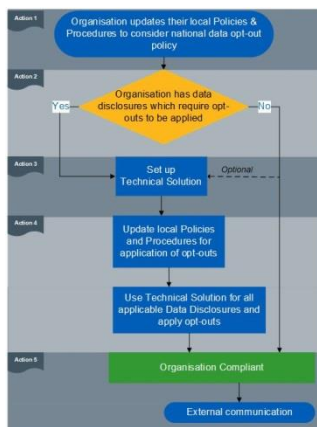 Action 1
Organisation updates their local Policies &
Procedures to consider national data opt-out
policy
Action 2
Organisation has data
disclosures which require opt-
outs to be applied
Yes
No
Action 3
Set up
Technical Solution
Optional
Action 4
Update local Policies
and Procedures for
application of opt-outs
Use Technical Solution for all
applicable Data Disclosures and
apply opt-outs
Action 5
Organisation Compliant
External communication